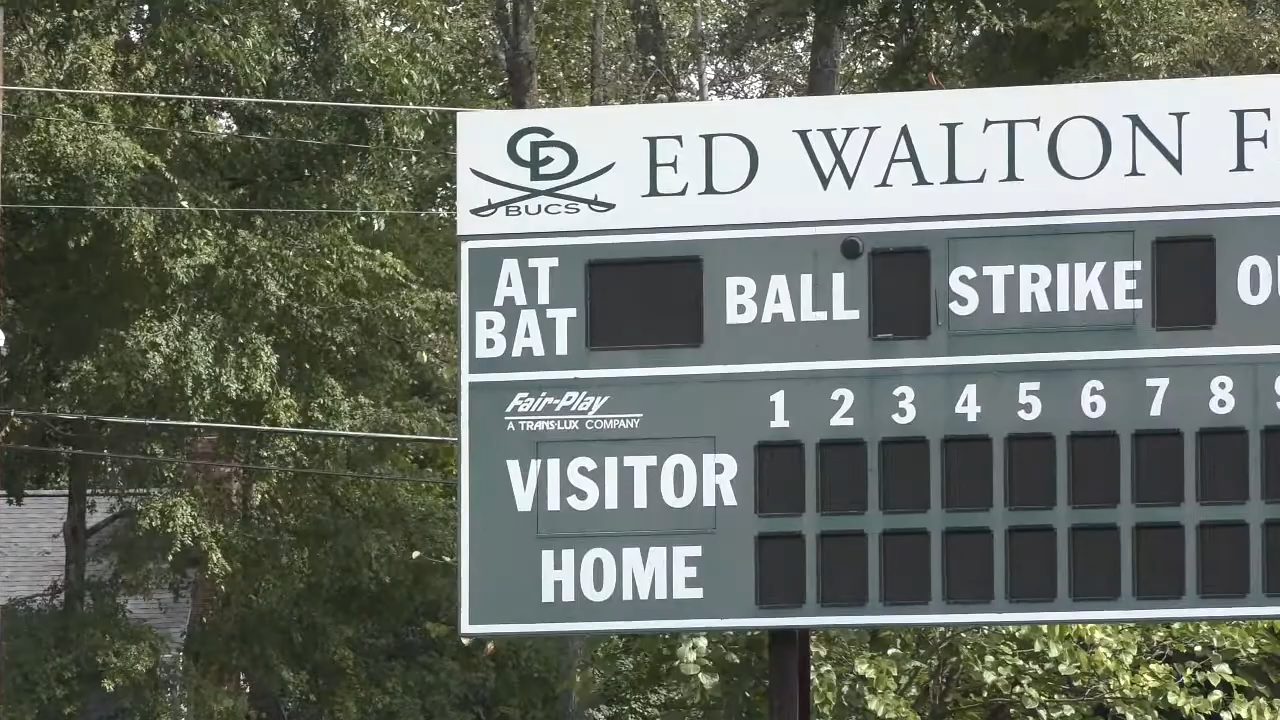 CD
BUCS
ED WALTON F
AT BAT
BALL
STRIKE
Fair-Play
A TRANS-LUX COMPANY
1 2 3 4 5 6 7 8
VISITOR
HOME